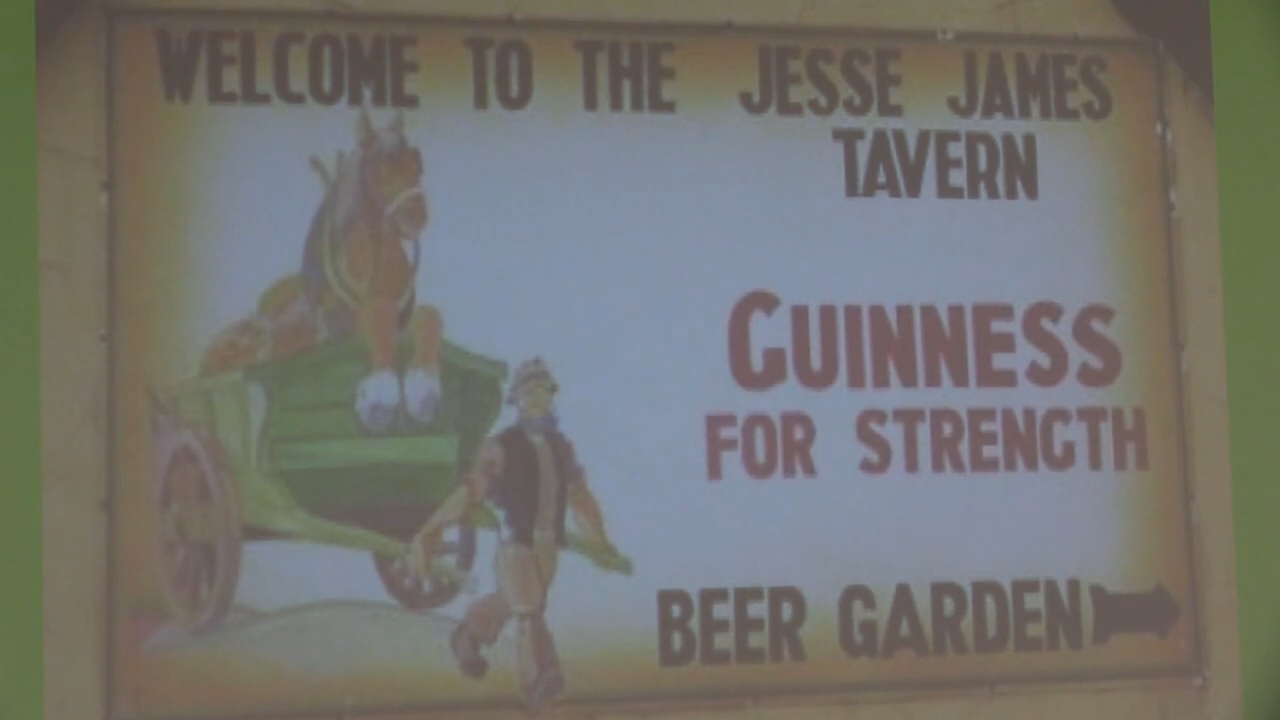 WELCOME TO THE JESSE JAMES
TAVERN
GUINNESS
FOR STRENGTH
BEER GARDEN